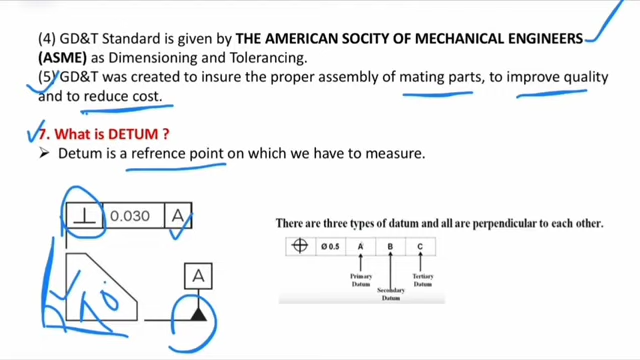 (4) GD&T Standard is given by THE AMERICAN SOCITY OF MECHANICAL ENGINEERS
(ASME) as Dimensioning and Tolerancing.
(5) GD&T was created to insure the proper assembly of mating parts, to improve quality
and to reduce cost.
7. What is DETUM ?
➢ Detum is a refrence point on which we have to measure.
⊥ 0.030 A
A
There are three types of datum and all are perpendicular to each other.
⌖ Ø 0.5 A B C
Primary Datum
Secondary Datum
Tertiary Datum